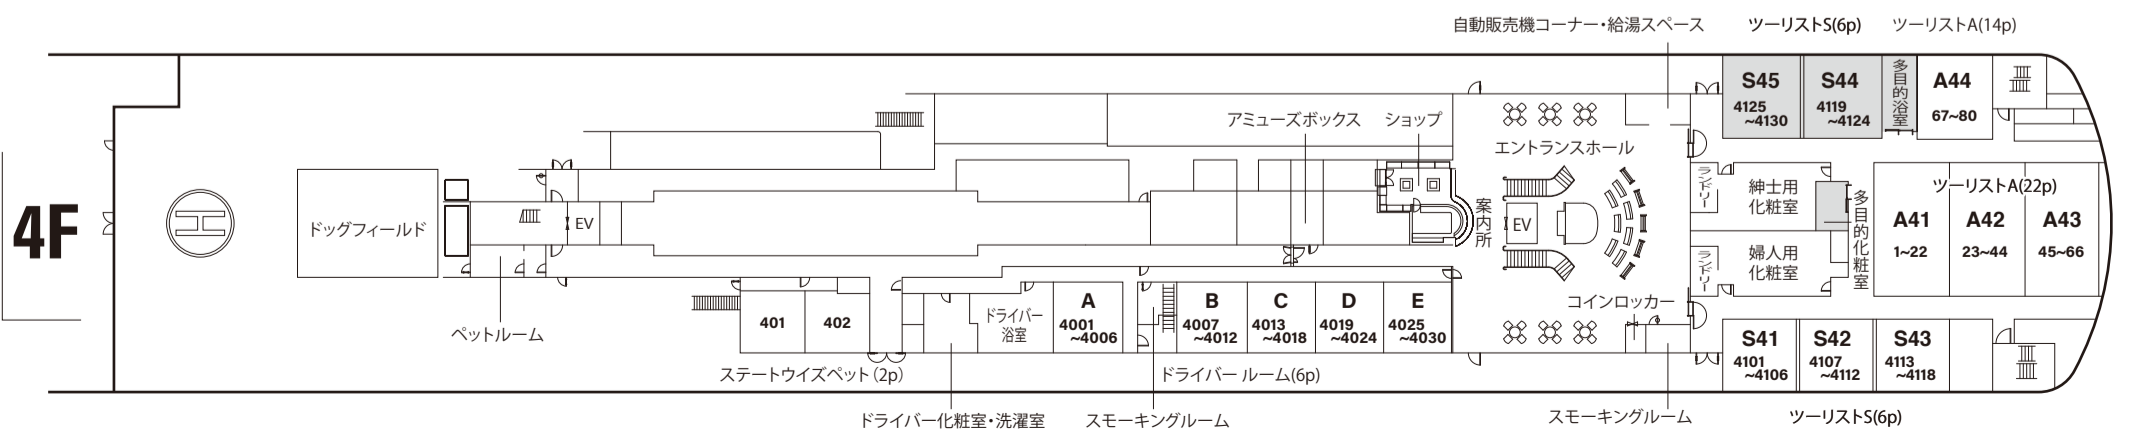 自動販売機コーナー・給湯スペース
ツーリストS(6p)
ツーリストA(14p)
S45
4125
~4130
S44
4119
~4124
多目的浴室
A44
67~80
アミューズボックス
ショップ
エントランスホール
4F
H
ドッグフィールド
EV
案内所
EV
ランドリー
紳士用
化粧室
多目的化粧室
ツーリストA(22p)
A41
1~22
A42
23~44
A43
45~66
ランドリー
婦人用
化粧室
ペットルーム
401
402
ドライバー
浴室
A
4001
~4006
B
4007
~4012
C
4013
~4018
D
4019
~4024
E
4025
~4030
コインロッカー
S41
4101
~4106
S42
4107
~4112
S43
4113
~4118
ステートウイズペット(2p)
ドライバー ルーム(6p)
ドライバー化粧室・洗濯室
スモーキングルーム
スモーキングルーム
ツーリストS(6p)